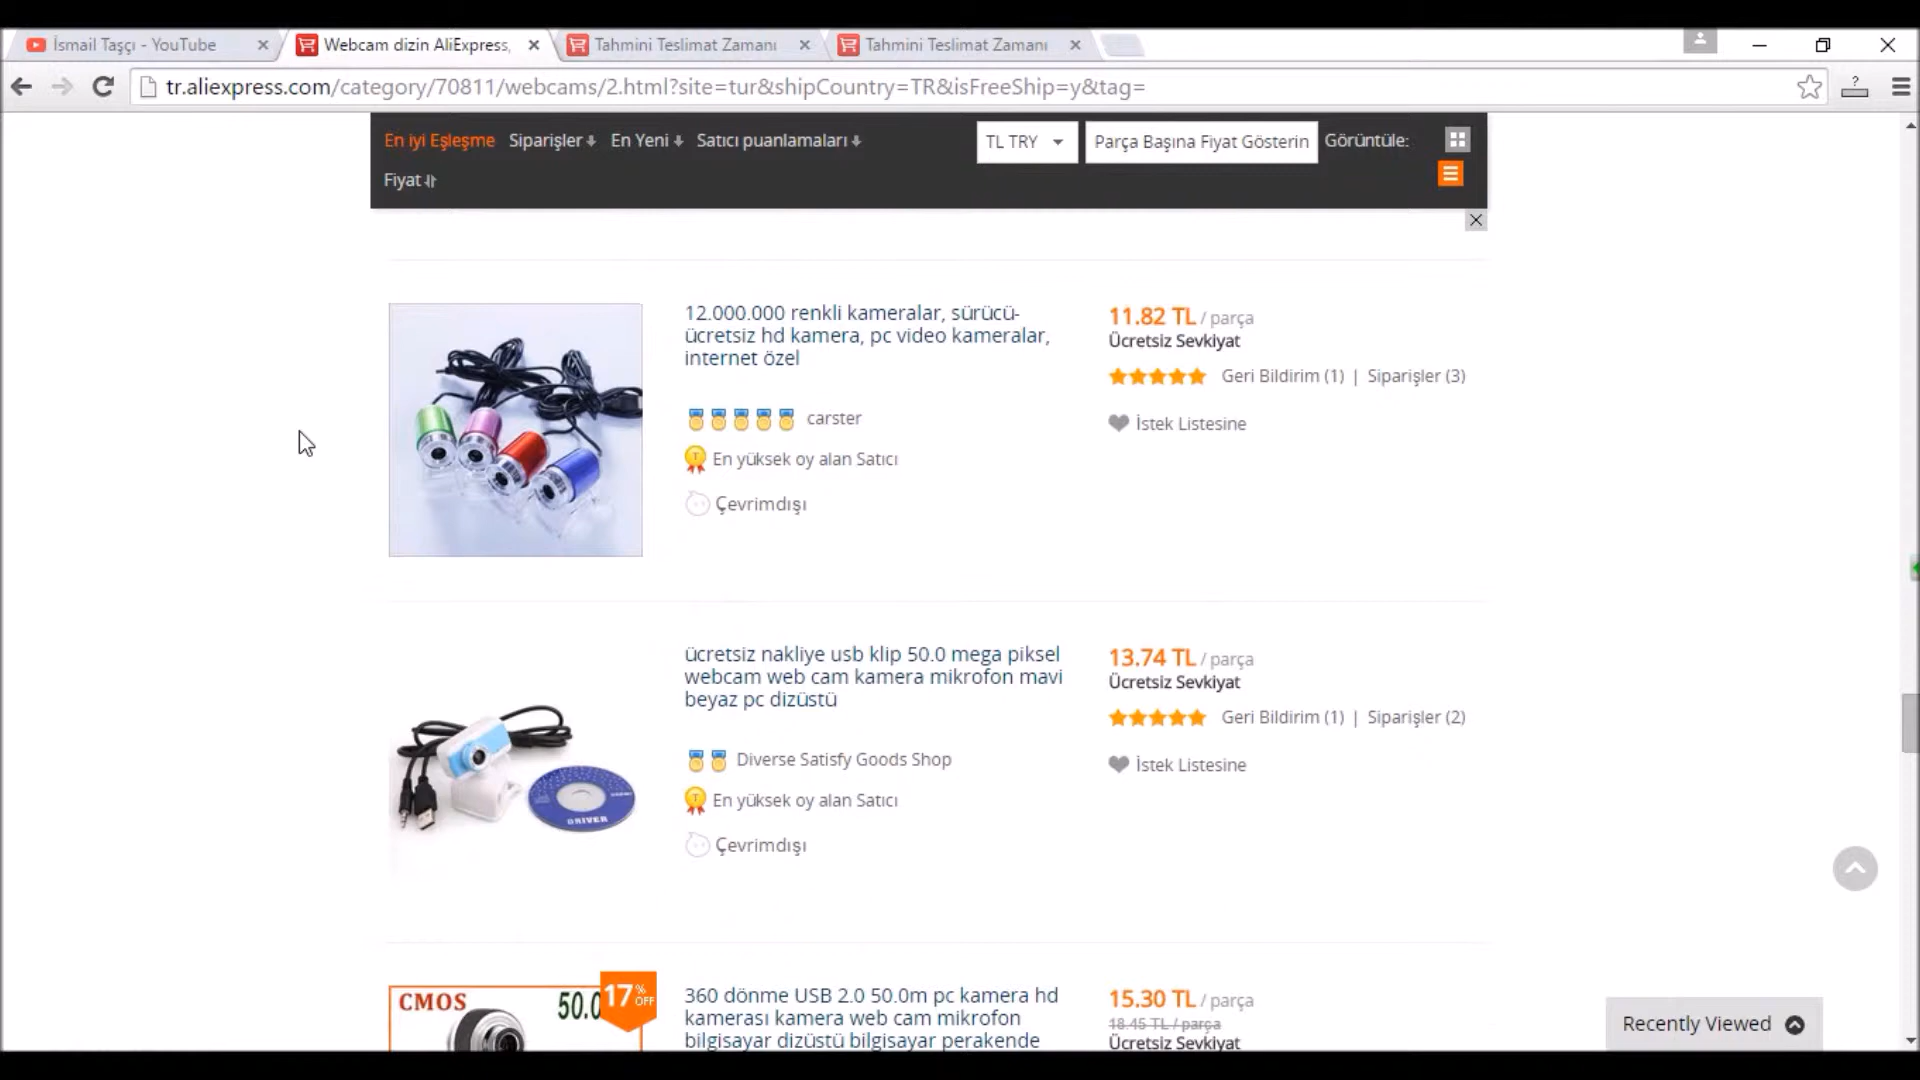 İsmail Taşçı - YouTube
Webcam dizin AliExpress,
Tahmini Teslimat Zamanı
Tahmini Teslimat Zamanı
tr.aliexpress.com/category/70811/webcams/2.html?site=tur&shipCountry=TR&isFreeShip=y&tag=
En iyi Eşleşme Siparişler En Yeni Satıcı puanlamaları TL TRY Parça Başına Fiyat Gösterin Görüntüle:
Fiyat
12.000.000 renkli kameralar, sürücü-
ücretsiz hd kamera, pc video kameralar,
internet özel
carster
En yüksek oy alan Satıcı
Çevrimdışı
11.82 TL / parça
Ücretsiz Sevkiyat
Geri Bildirim (1) | Siparişler (3)
İstek Listesine
ücretsiz nakliye usb klip 50.0 mega piksel
webcam web cam kamera mikrofon mavi
beyaz pc dizüstü
Diverse Satisfy Goods Shop
En yüksek oy alan Satıcı
Çevrimdışı
13.74 TL / parça
Ücretsiz Sevkiyat
Geri Bildirim (1) | Siparişler (2)
İstek Listesine
DRIVER
CMOS 50.0
17% OFF
360 dönme USB 2.0 50.0m pc kamera hd
kamerası kamera web cam mikrofon
bilgisayar dizüstü bilgisayar perakende
15.30 TL / parça
18.45 TL / parça
Ücretsiz Sevkiyat
Recently Viewed